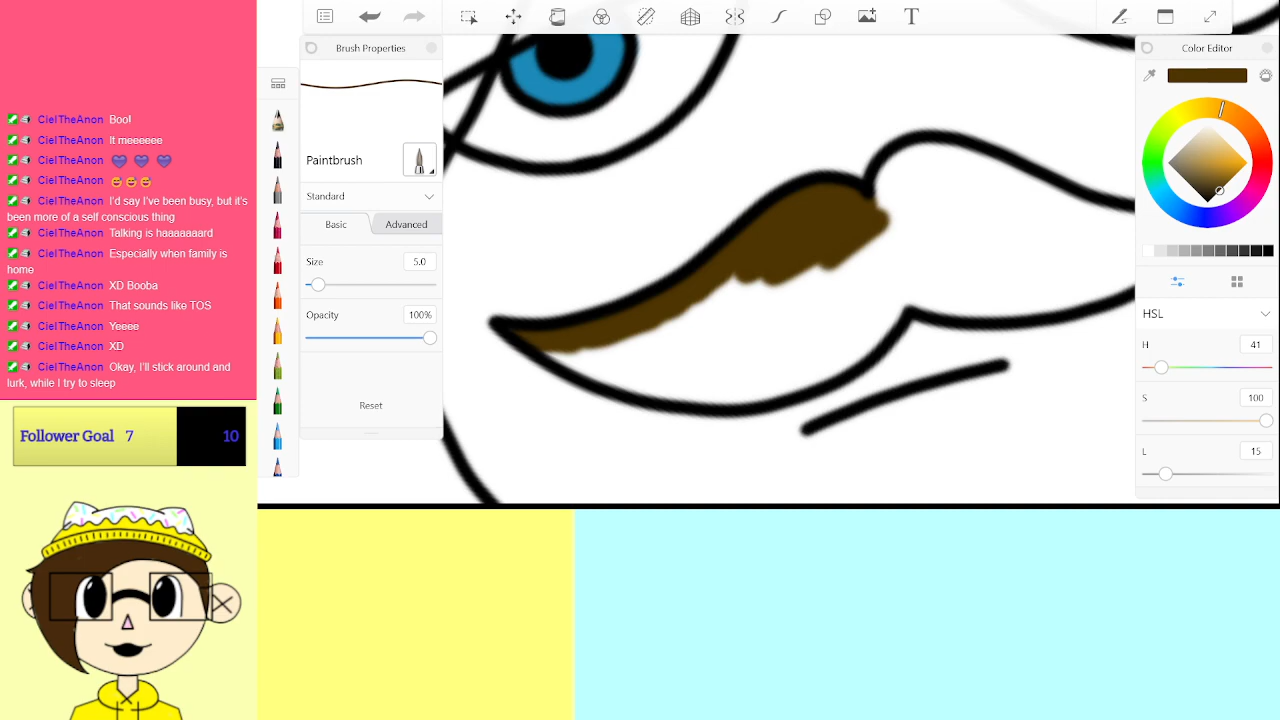 CielTheAnon Boo!
CielTheAnon It meeeeee
CielTheAnon 💜 💜 💜
CielTheAnon 😅 😅 😅
CielTheAnon I'd say I've been busy, but it's
been more of a self conscious thing
CielTheAnon Talking is haaaaaard
CielTheAnon Especially when family is
home
CielTheAnon XD Booba
CielTheAnon That sounds like TOS
CielTheAnon Yeeee
CielTheAnon XD
CielTheAnon Okay, I'll stick around and
lurk, while I try to sleep
Follower Goal 7 10
T
Brush Properties
Paintbrush
Standard
Basic Advanced
Size 5.0
Opacity 100%
Reset
Color Editor
HSL
H 41
S 100
L 15